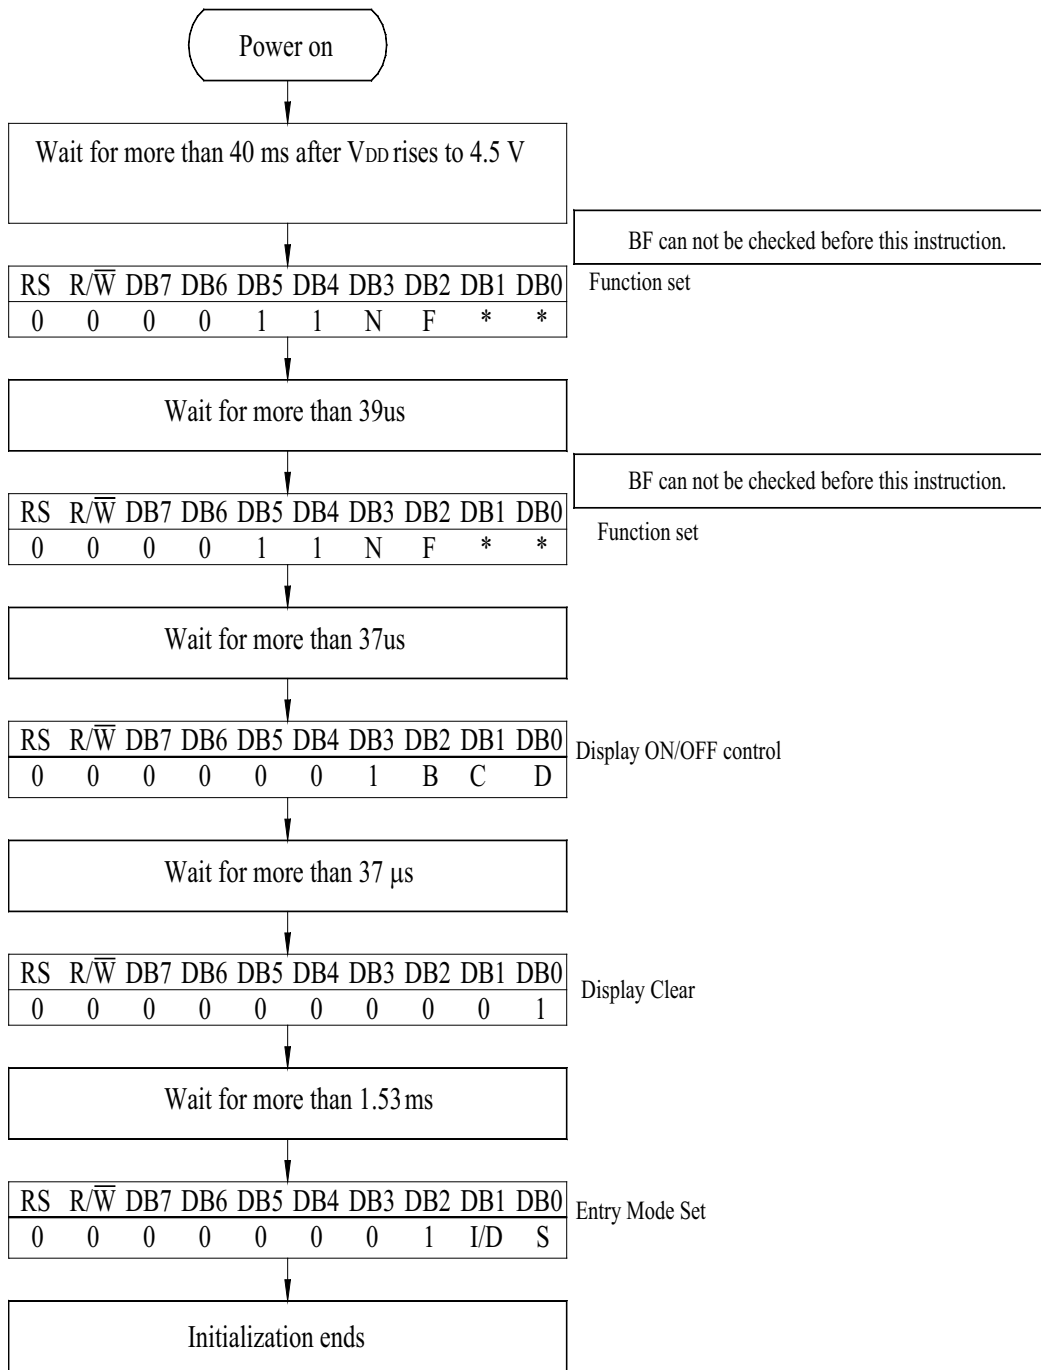 Power on
Wait for more than 40 ms after VDD rises to 4.5 V
BF can not be checked before this instruction.
RS R/W̅ DB7 DB6 DB5 DB4 DB3 DB2 DB1 DB0
Function set
0 0 0 0 1 1 N F * *
Wait for more than 39us
BF can not be checked before this instruction.
RS R/W̅ DB7 DB6 DB5 DB4 DB3 DB2 DB1 DB0
Function set
0 0 0 0 1 1 N F * *
Wait for more than 37us
RS R/W̅ DB7 DB6 DB5 DB4 DB3 DB2 DB1 DB0
Display ON/OFF control
0 0 0 0 0 0 1 B C D
Wait for more than 37 μs
RS R/W̅ DB7 DB6 DB5 DB4 DB3 DB2 DB1 DB0
Display Clear
0 0 0 0 0 0 0 0 0 1
Wait for more than 1.53 ms
RS R/W̅ DB7 DB6 DB5 DB4 DB3 DB2 DB1 DB0
Entry Mode Set
0 0 0 0 0 0 0 1 I/D S
Initialization ends